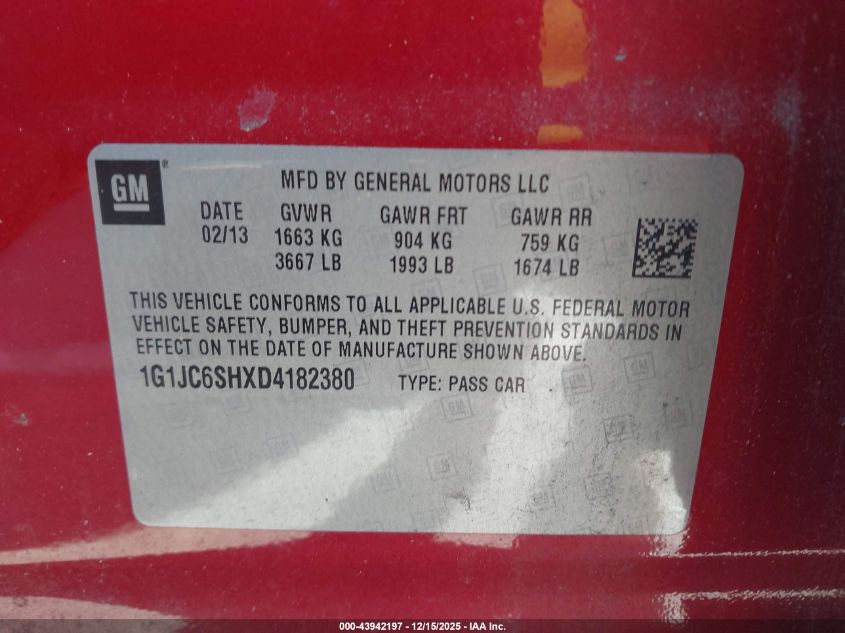 GM®
MFD BY GENERAL MOTORS LLC
DATE GVWR GAWR FRT GAWR RR
02/13 1663 KG 904 KG 759 KG
3667 LB 1993 LB 1674 LB
THIS VEHICLE CONFORMS TO ALL APPLICABLE U.S. FEDERAL MOTOR
VEHICLE SAFETY, BUMPER, AND THEFT PREVENTION STANDARDS IN
EFFECT ON THE DATE OF MANUFACTURE SHOWN ABOVE.
1G1JC6SHXD4182380 TYPE: PASS CAR
000-43942197 - 12/15/2025 - IAA Inc.